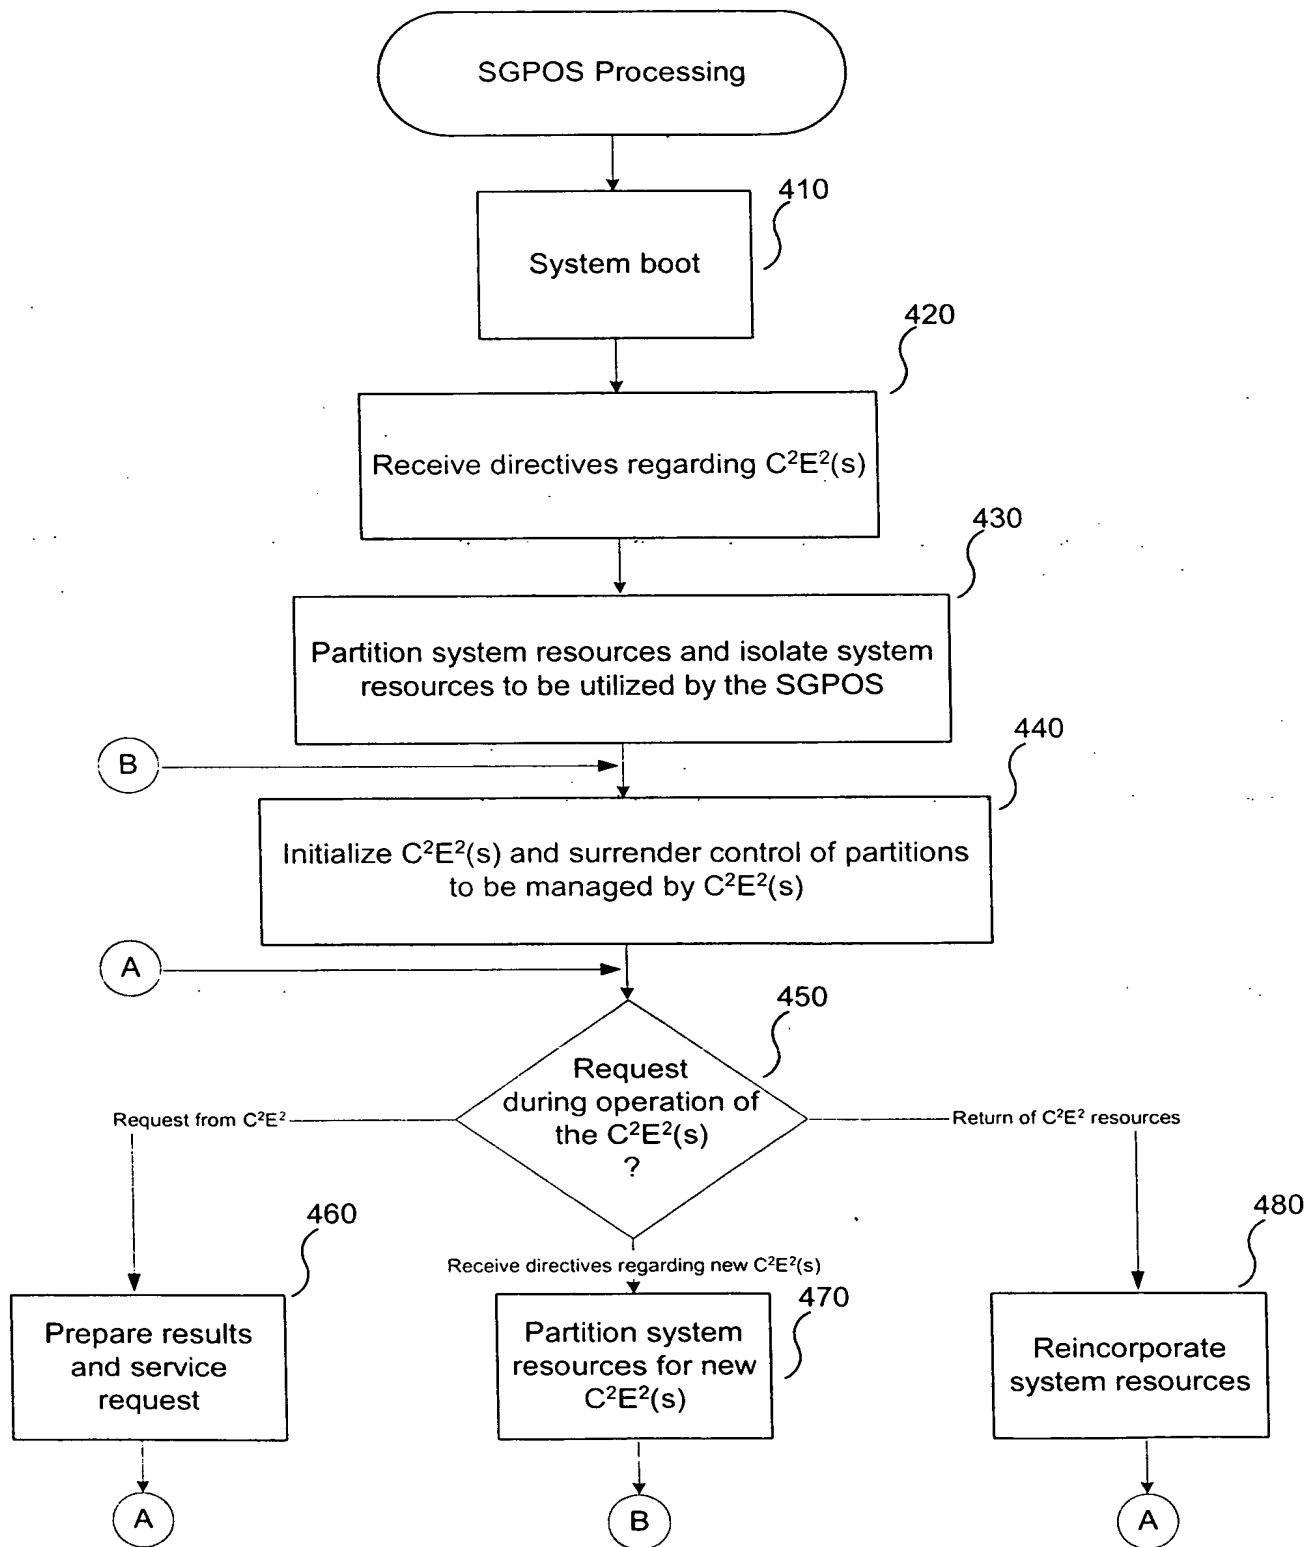 SGPOS Processing
410
System boot
420
Receive directives regarding C²E²(s)
430
Partition system resources and isolate system
resources to be utilized by the SGPOS
B
440
Initialize C²E²(s) and surrender control of partitions
to be managed by C²E²(s)
A
450
Request
during operation of
the C²E²(s)
?
Request from C²E²
Return of C²E² resources
460
480
Receive directives regarding new C²E²(s)
470
Prepare results
and service
request
Partition system
resources for new
C²E²(s)
Reincorporate
system resources
A
B
A